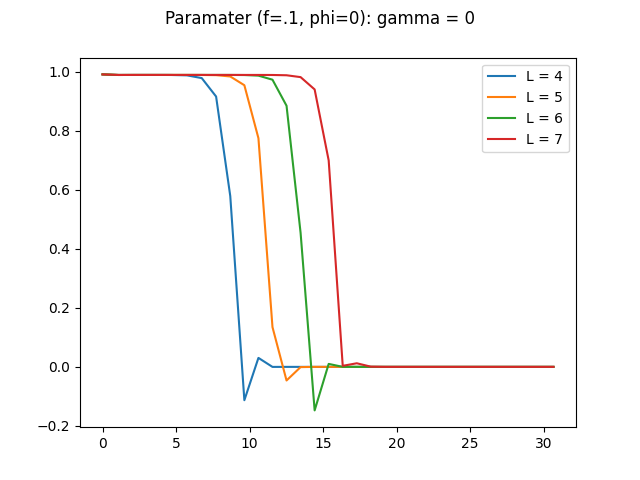 Paramater (f=.1, phi=0): gamma = 0
1.0
0.8
0.6
0.4
0.2
0.0
−0.2
0 5 10 15 20 25 30
L = 4
L = 5
L = 6
L = 7